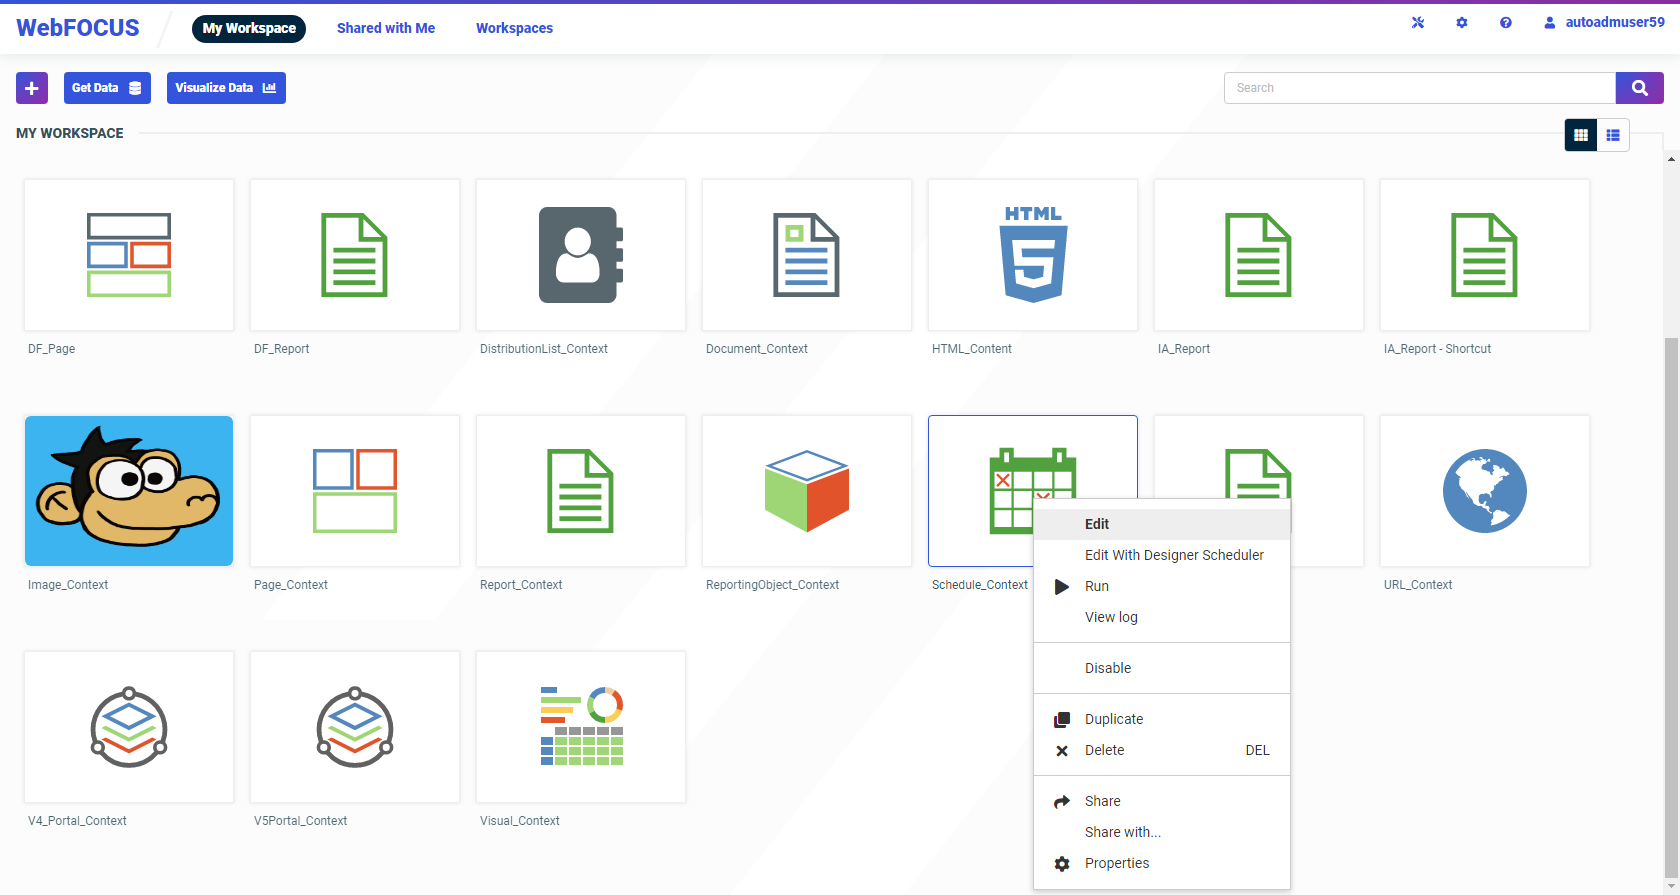 WebFOCUS
My Workspace
Shared with Me
Workspaces
autoadmuser59
Get Data
Visualize Data
Search
MY WORKSPACE
DF_Page
DF_Report
DistributionList_Context
Document_Context
HTML
5
HTML_Content
IA_Report
IA_Report - Shortcut
Image_Context
Page_Context
Report_Context
ReportingObject_Context
Schedule_Context
URL_Context
Edit
Edit With Designer Scheduler
Run
View log
Disable
Duplicate
Delete DEL
Share
Share with...
Properties
V4_Portal_Context
V5Portal_Context
Visual_Context